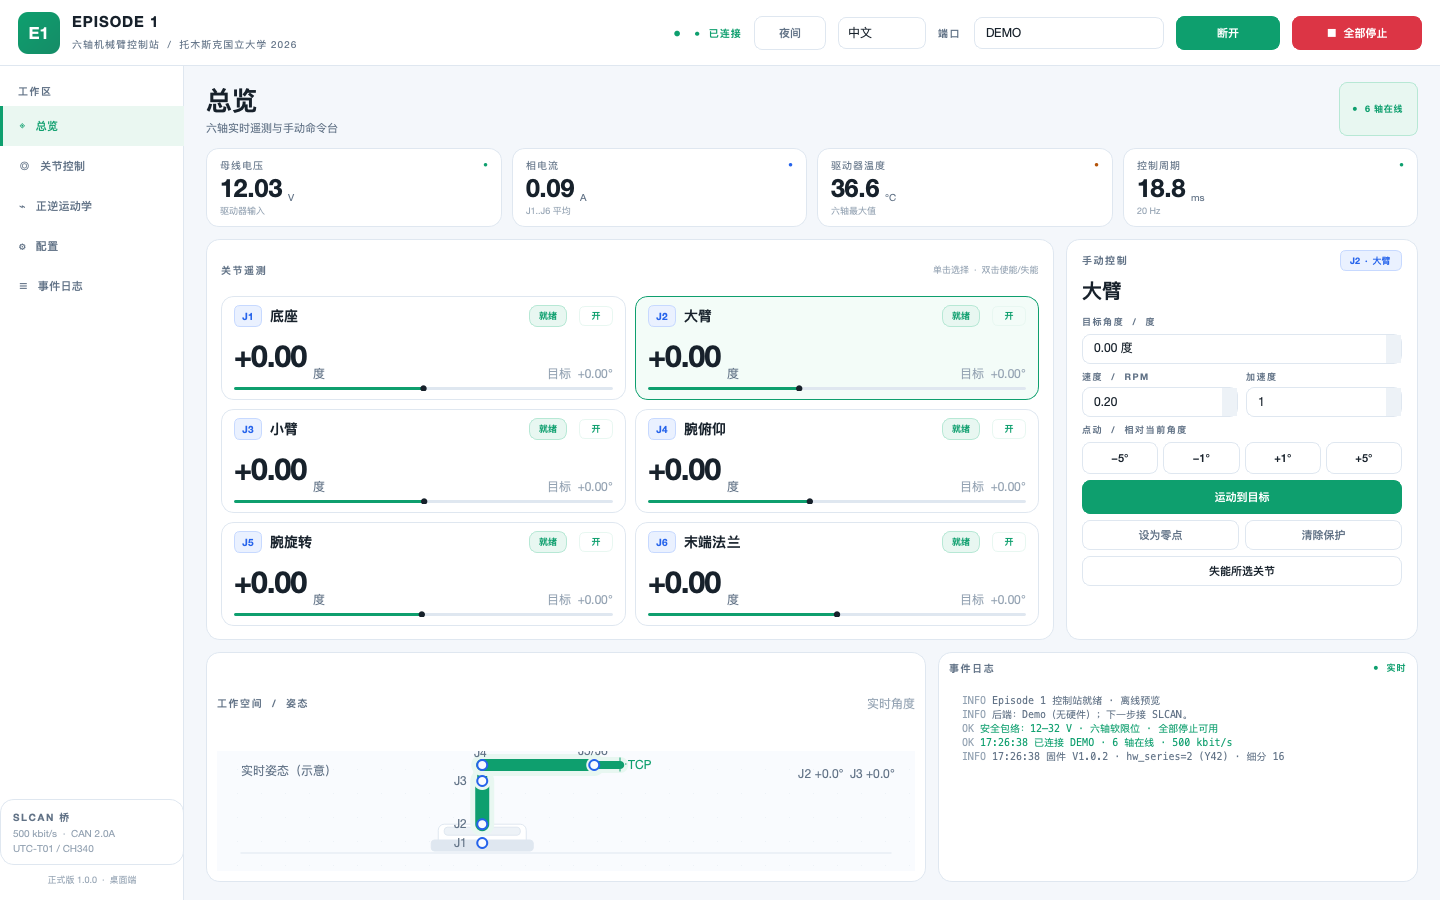 E1
EPISODE 1
六轴机械臂控制站 / 托木斯克国立大学 2026
已连接
夜间
中文
端口
DEMO
断开
全部停止
工作区
总览
关节控制
正逆运动学
配置
事件日志
SLCAN 桥
500 kbit/s · CAN 2.0A
UTC-T01 / CH340
正式版 1.0.0 · 桌面端
总览
六轴实时遥测与手动命令台
6 轴在线
母线电压
12.03 V
驱动器输入
相电流
0.09 A
J1..J6 平均
驱动器温度
36.6 °C
六轴最大值
控制周期
18.8 ms
20 Hz
关节遥测
单击选择 · 双击使能/失能
J1 底座 就绪 开
+0.00 度 目标 +0.00°
J2 大臂 就绪 开
+0.00 度 目标 +0.00°
J3 小臂 就绪 开
+0.00 度 目标 +0.00°
J4 腕俯仰 就绪 开
+0.00 度 目标 +0.00°
J5 腕旋转 就绪 开
+0.00 度 目标 +0.00°
J6 末端法兰 就绪 开
+0.00 度 目标 +0.00°
手动控制
J2 · 大臂
大臂
目标角度 / 度
0.00 度
速度 / RPM 加速度
0.20 1
点动 / 相对当前角度
−5° −1° +1° +5°
运动到目标
设为零点 清除保护
失能所选关节
工作空间 / 姿态
实时角度
实时姿态（示意）
J2 +0.0° J3 +0.0°
J4
J5/J6
TCP
J3
J2
J1
事件日志
实时
INFO Episode 1 控制站就绪 · 离线预览
INFO 后端：Demo（无硬件）；下一步接 SLCAN。
OK 安全包络：12–32 V · 六轴软限位 · 全部停止可用
OK 17:26:38 已连接 DEMO · 6 轴在线 · 500 kbit/s
INFO 17:26:38 固件 V1.0.2 · hw_series=2 (Y42) · 细分 16